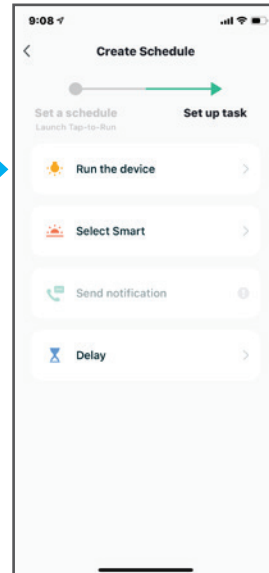 9:08
Create Schedule
Set a schedule Set up task
Launch Tap-to-Run
Run the device
Select Smart
Send notification
Delay